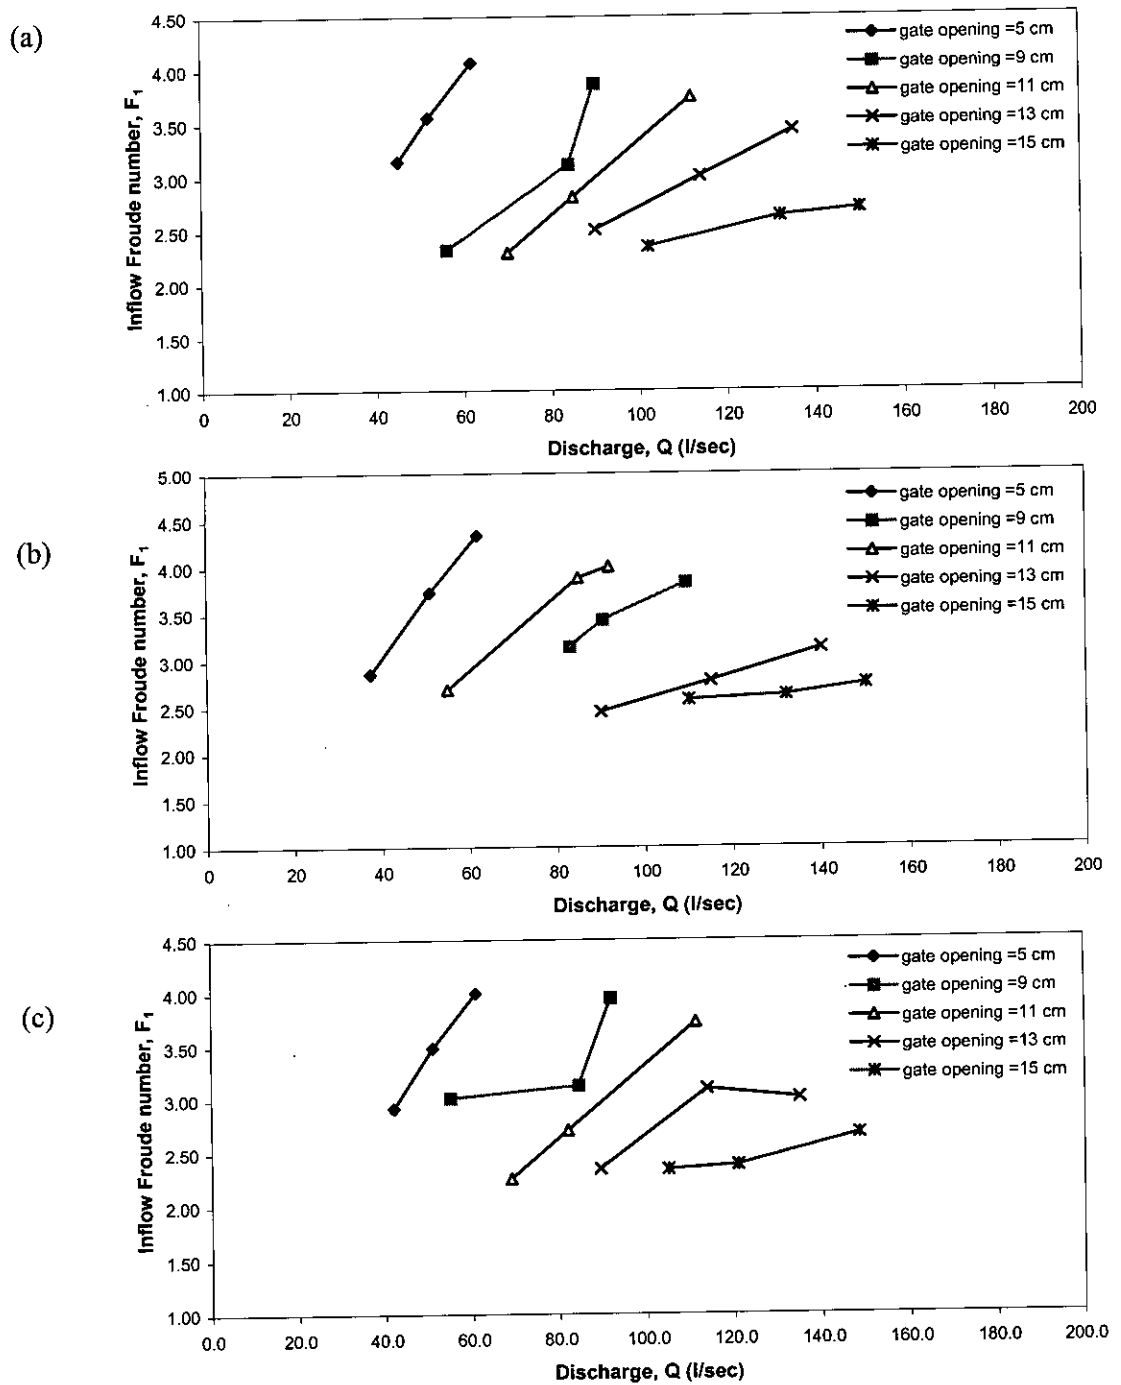 (a)
4.50
4.00
3.50
3.00
2.50
2.00
1.50
1.00
Inflow Froude number, F1
0 20 40 60 80 100 120 140 160 180 200
Discharge, Q (l/sec)
gate opening =5 cm
gate opening =9 cm
gate opening =11 cm
gate opening =13 cm
gate opening =15 cm
(b)
5.00
4.50
4.00
3.50
3.00
2.50
2.00
1.50
1.00
Inflow Froude number, F1
0 20 40 60 80 100 120 140 160 180 200
Discharge, Q (l/sec)
gate opening =5 cm
gate opening =9 cm
gate opening =11 cm
gate opening =13 cm
gate opening =15 cm
(c)
4.50
4.00
3.50
3.00
2.50
2.00
1.50
1.00
Inflow Froude number, F1
0.0 20.0 40.0 60.0 80.0 100.0 120.0 140.0 160.0 180.0 200.0
Discharge, Q (l/sec)
gate opening =5 cm
gate opening =9 cm
gate opening =11 cm
gate opening =13 cm
gate opening =15 cm